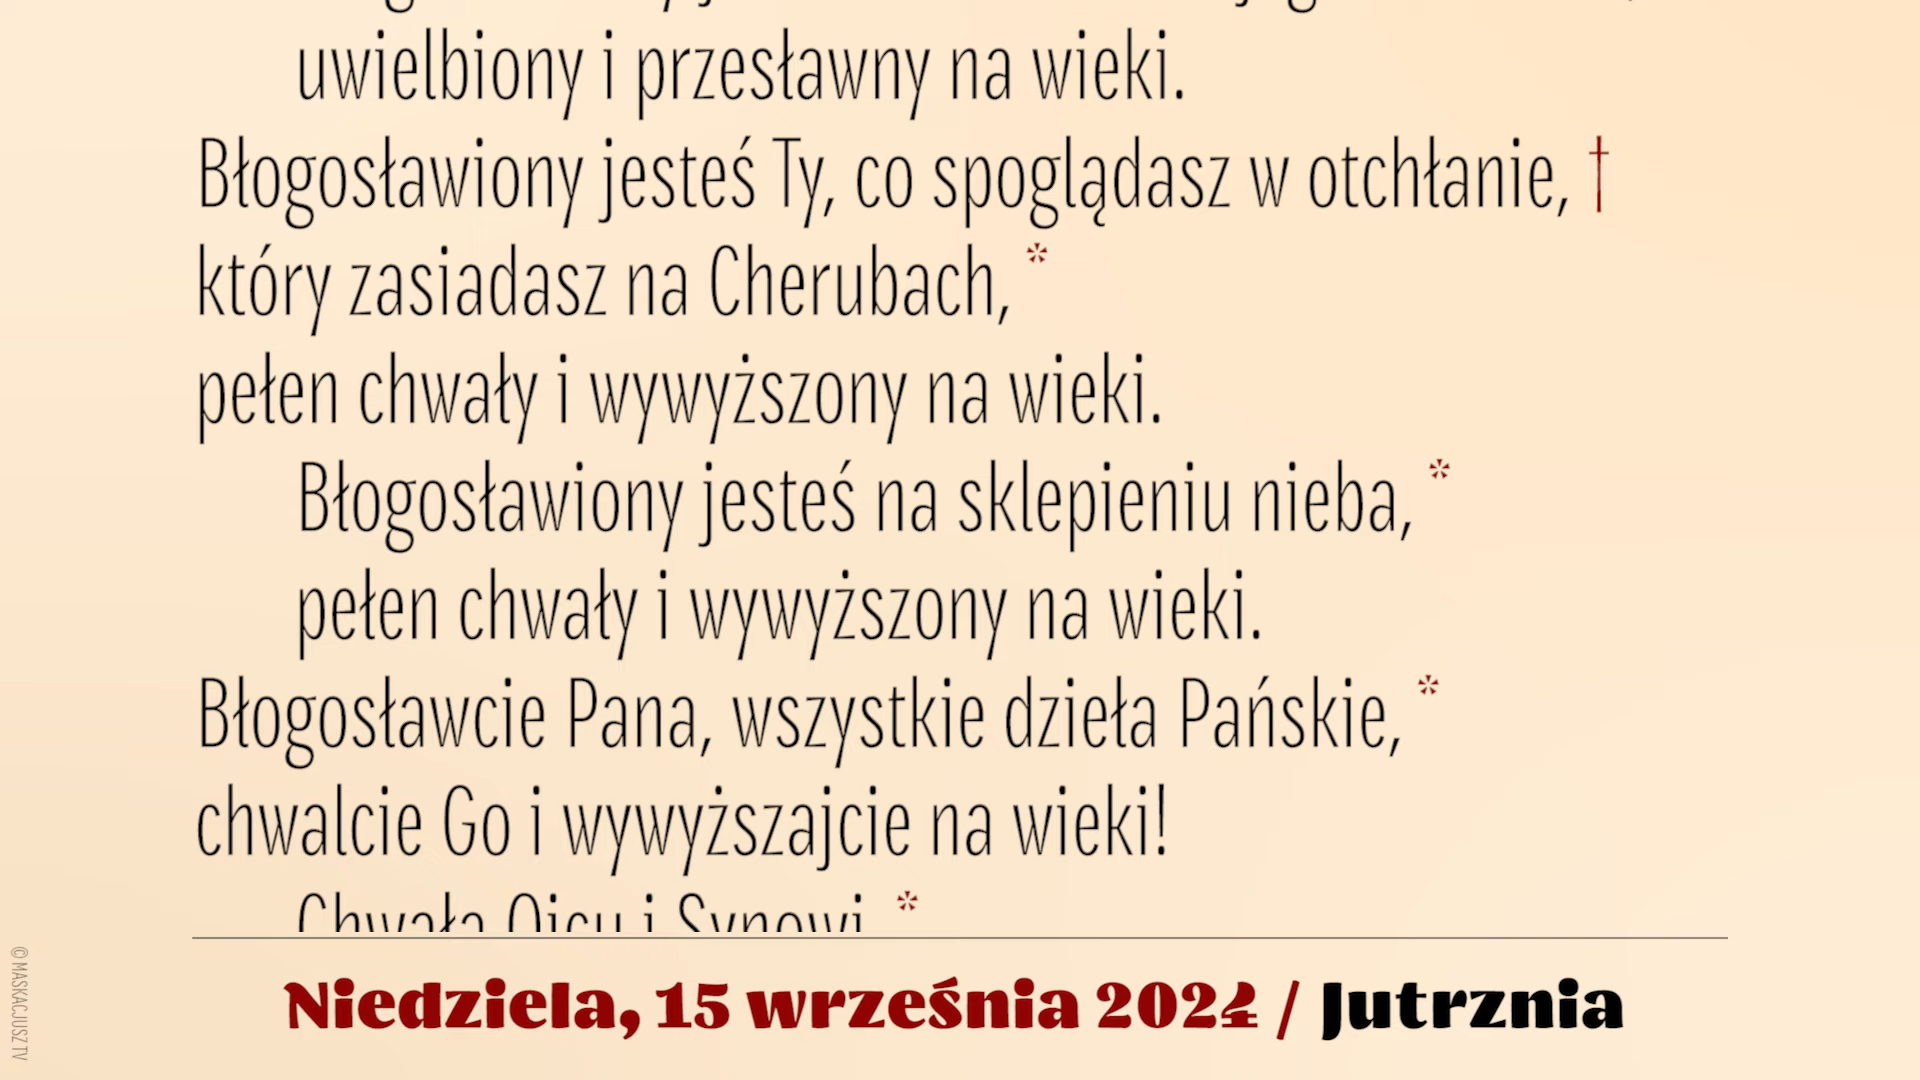 uwielbiony i przesławny na wieki.
Błogosławiony jesteś Ty, co spoglądasz w otchłanie, †
który zasiadasz na Cherubach, *
pełen chwały i wywyższony na wieki.
Błogosławiony jesteś na sklepieniu nieba, *
pełen chwały i wywyższony na wieki.
Błogosławcie Pana, wszystkie dzieła Pańskie, *
chwalcie Go i wywyższajcie na wieki!
Chwała Ojcu i Synowi, *
Niedziela, 15 września 2024 / Jutrznia
© MASKACJUSZ TV